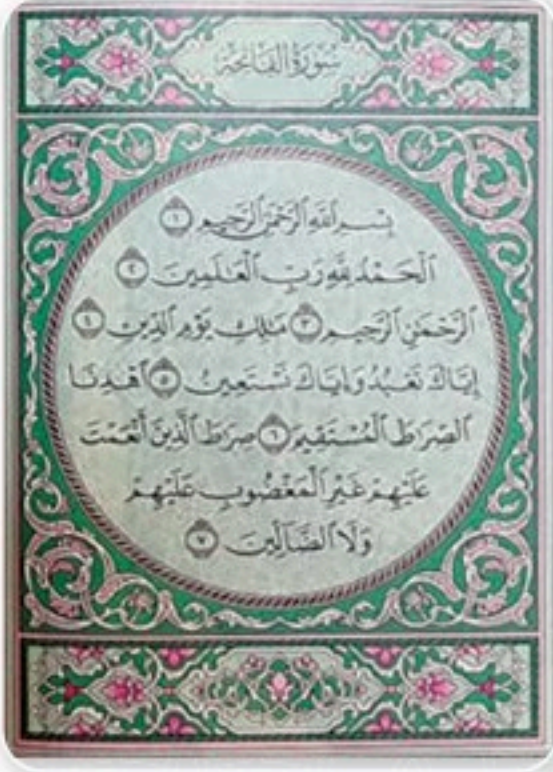 سُورَةُ الفَاتِحَةِ
بِسْمِ ٱللَّهِ ٱلرَّحْمَٰنِ ٱلرَّحِيمِ ١
ٱلْحَمْدُ لِلَّهِ رَبِّ ٱلْعَٰلَمِينَ ٢
ٱلرَّحْمَٰنِ ٱلرَّحِيمِ ٣ مَٰلِكِ يَوْمِ ٱلدِّينِ ٤
إِيَّاكَ نَعْبُدُ وَإِيَّاكَ نَسْتَعِينُ ٥ ٱهْدِنَا
ٱلصِّرَٰطَ ٱلْمُسْتَقِيمَ ٦ صِرَٰطَ ٱلَّذِينَ أَنْعَمْتَ
عَلَيْهِمْ غَيْرِ ٱلْمَغْضُوبِ عَلَيْهِمْ
وَلَا ٱلضَّآلِّينَ ٧